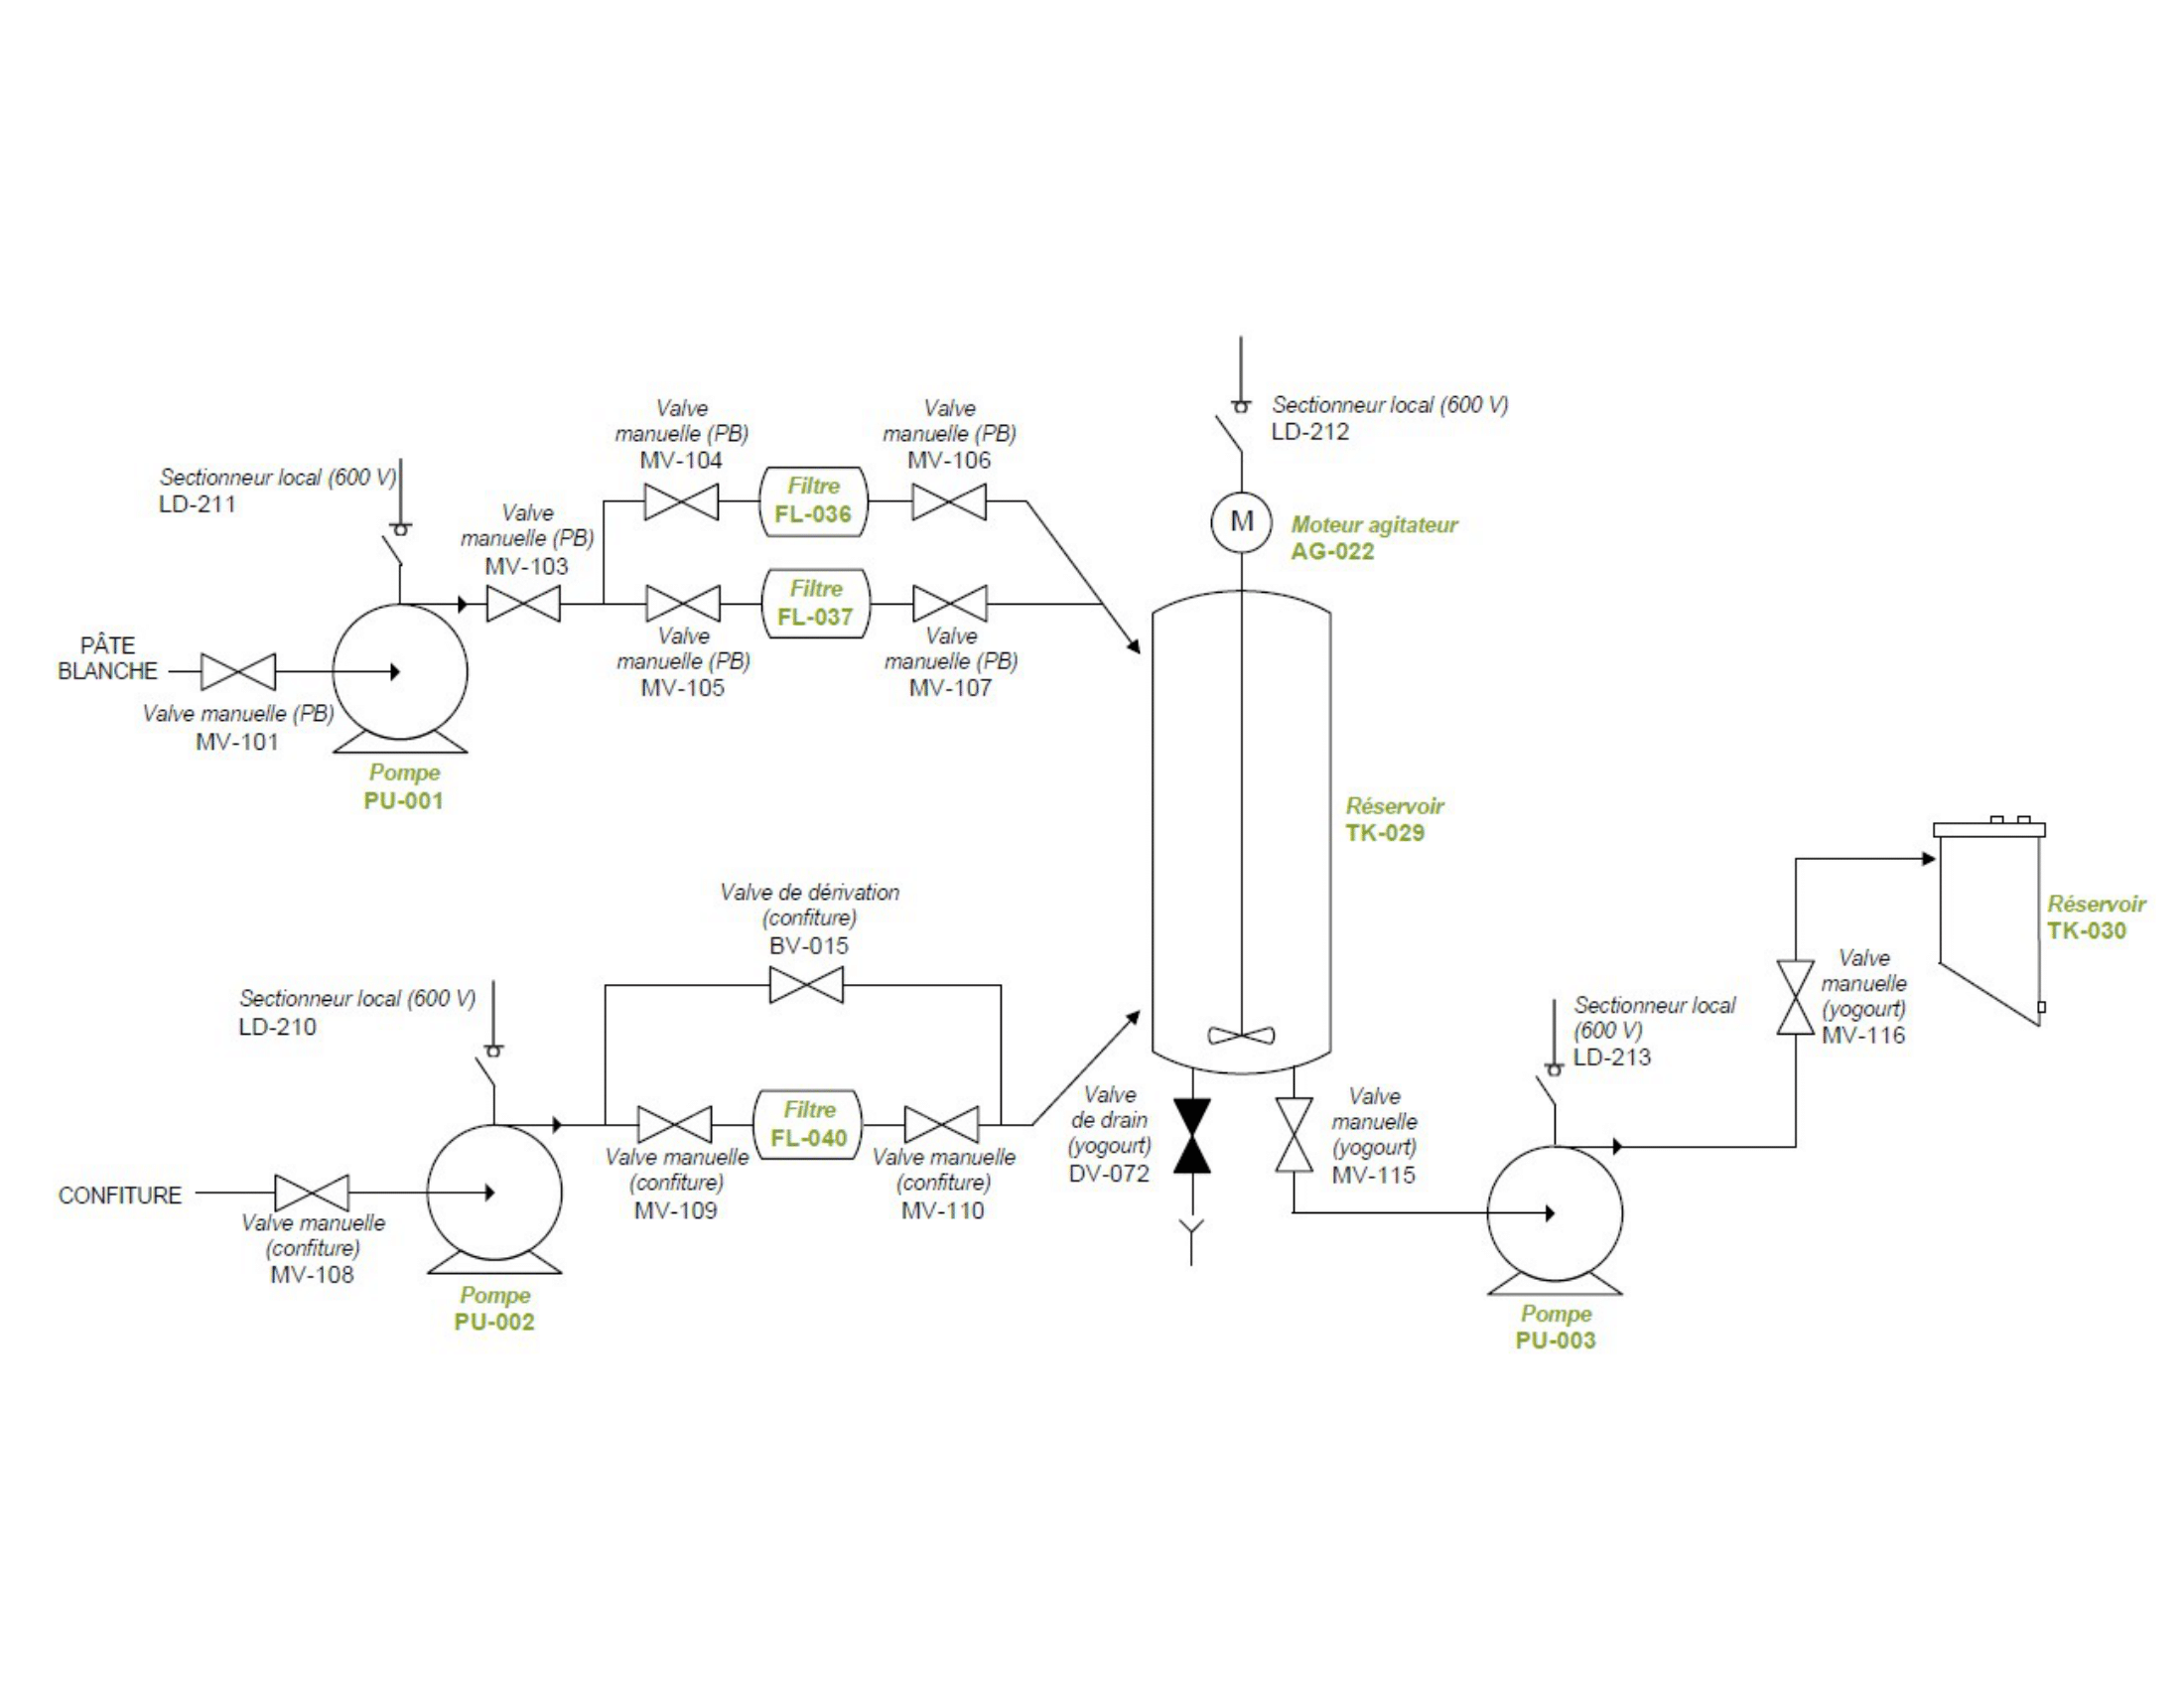 Sectionneur local (600 V)
LD-212
Valve
manuelle (PB)
MV-104
Valve
manuelle (PB)
MV-106
Sectionneur local (600 V)
LD-211
Filtre
FL-036
Valve
manuelle (PB)
MV-103
M
Moteur agitateur
AG-022
Filtre
FL-037
PÂTE
BLANCHE
Valve
manuelle (PB)
MV-105
Valve
manuelle (PB)
MV-107
Valve manuelle (PB)
MV-101
Pompe
PU-001
Réservoir
TK-029
Valve de dérivation
(confiture)
BV-015
Réservoir
TK-030
Sectionneur local (600 V)
LD-210
Valve
manuelle
(yogourt)
MV-116
Sectionneur local
(600 V)
LD-213
Filtre
FL-040
Valve
de drain
(yogourt)
DV-072
Valve
manuelle
(yogourt)
MV-115
CONFITURE
Valve manuelle
(confiture)
MV-109
Valve manuelle
(confiture)
MV-110
Valve manuelle
(confiture)
MV-108
Pompe
PU-002
Pompe
PU-003